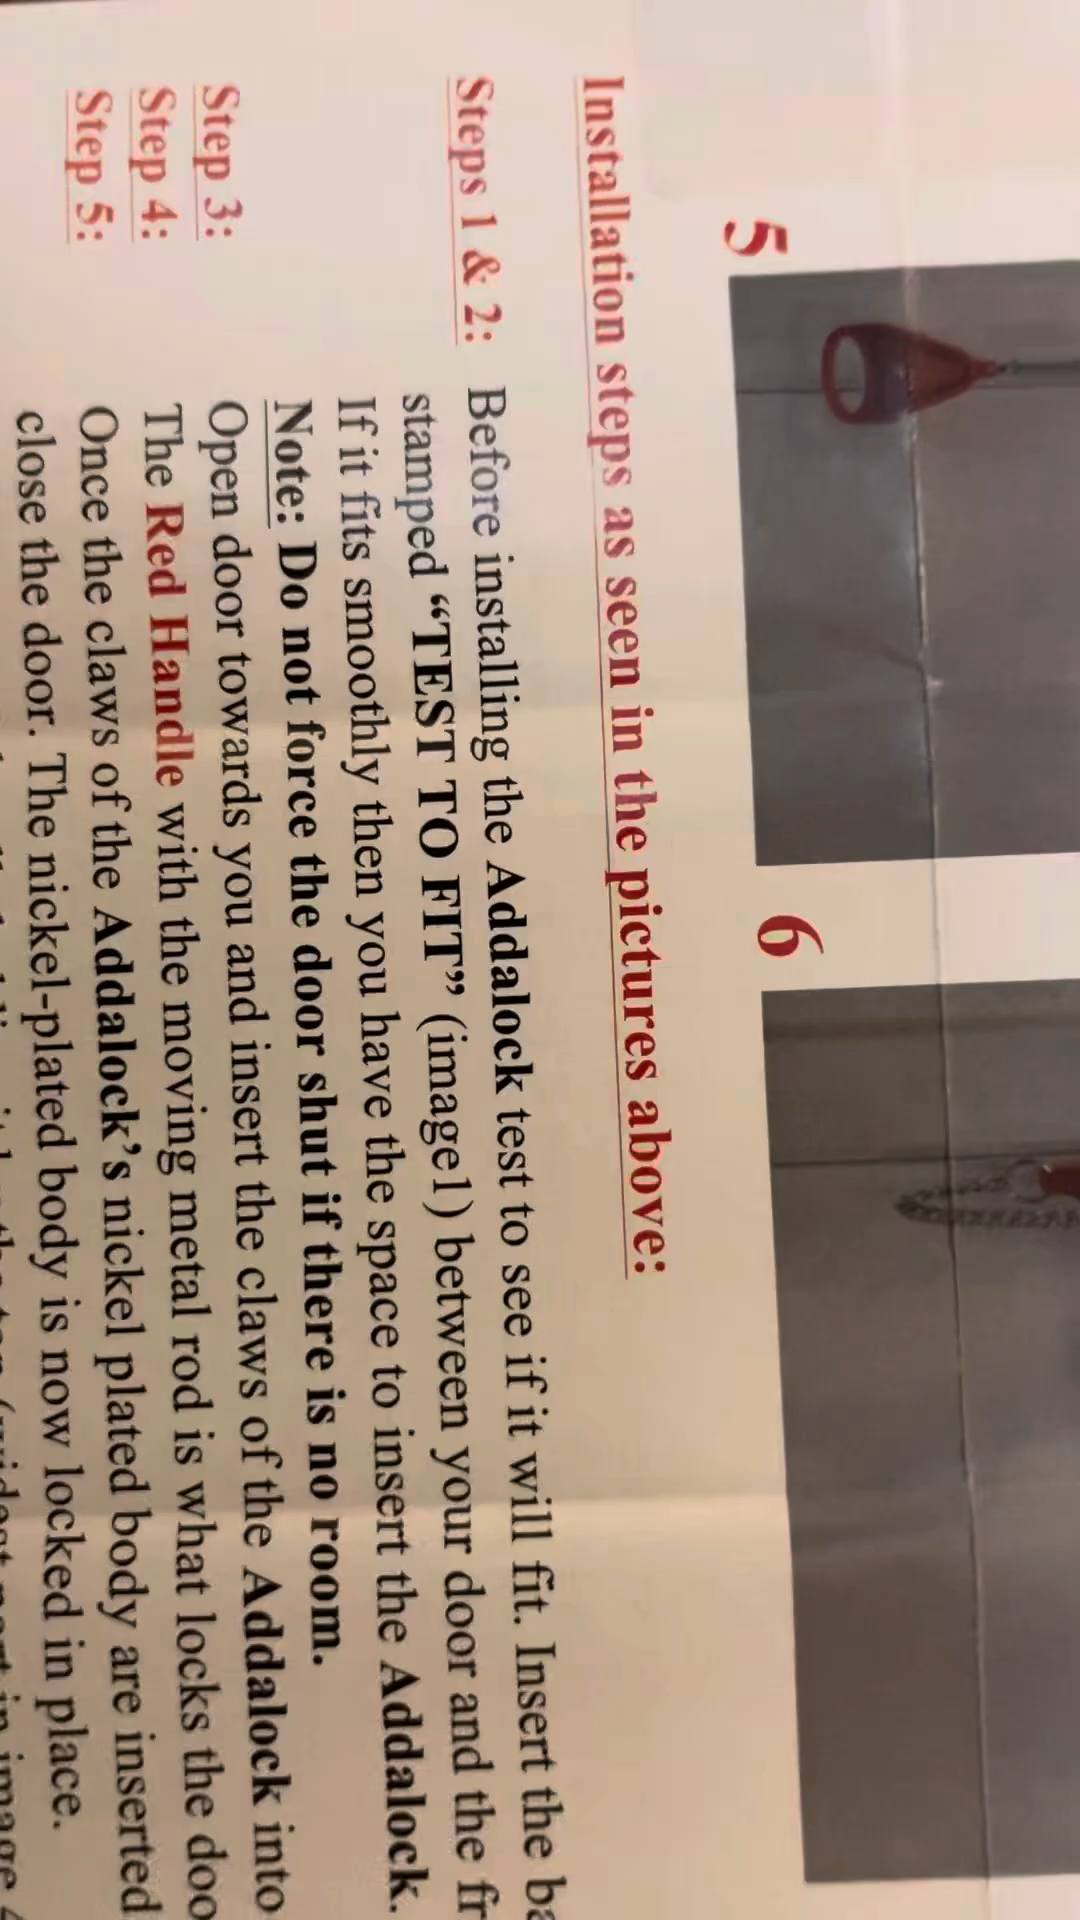 5
6
Installation steps as seen in the pictures above:
Steps 1 & 2: Before installing the Addalock test to see if it will fit. Insert the
stamped “TEST TO FIT” (image1) between your door and the
If it fits smoothly then you have the space to insert the Addalock.
Note: Do not force the door shut if there is no room.
Step 3: Open door towards you and insert the claws of the Addalock into
Step 4: The Red Handle with the moving metal rod is what locks the
Step 5: Once the claws of the Addalock’s nickel plated body are inserted
close the door. The nickel-plated body is now locked in place.